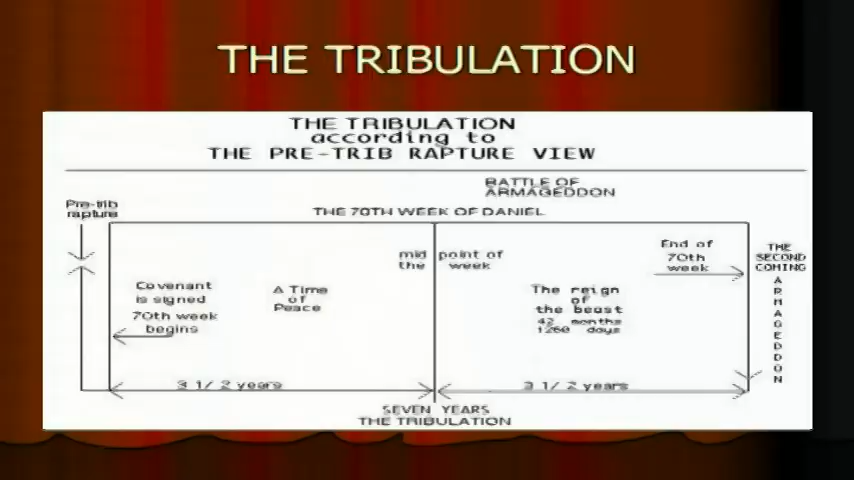 THE TRIBULATION
THE TRIBULATION
according to
THE PRE-TRIB RAPTURE VIEW
BATTLE OF
ARMAGEDDON
Pre-trib
rapture
THE 70TH WEEK OF DANIEL
mid point of
the week
End of
70th
week
THE
SECOND
COMING
ARMAGEDDON
Covenant
is signed
70th week
begins
A Time
of
Peace
The reign
of
the beast
42 months
1260 days
3 1/2 years
3 1/2 years
SEVEN YEARS
THE TRIBULATION